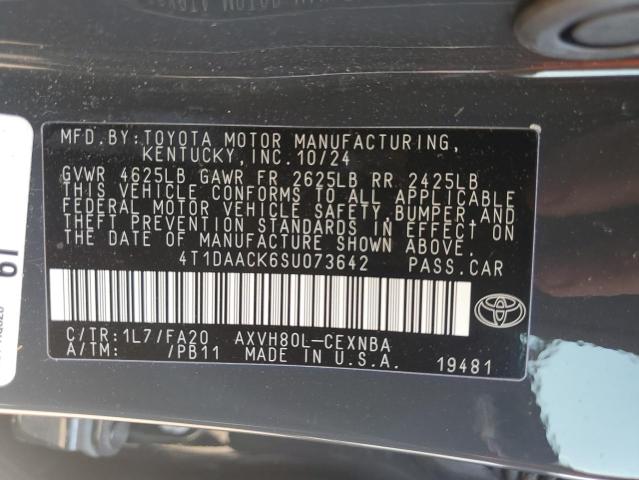 MFD.BY:TOYOTA MOTOR MANUFACTURING,
KENTUCKY, INC. 10/24
GVWR 4625LB GAWR FR 2625LB RR 2425LB
THIS VEHICLE CONFORMS TO ALL APPLICABLE
FEDERAL MOTOR VEHICLE SAFETY, BUMPER, AND
THEFT PREVENTION STANDARDS IN EFFECT ON
THE DATE OF MANUFACTURE SHOWN ABOVE.
4T1DAACK6SU073642 PASS.CAR
C/TR:1L7/FA20 AXVH80L-CEXNBA
A/TM: /PB11 MADE IN U.S.A. 19481